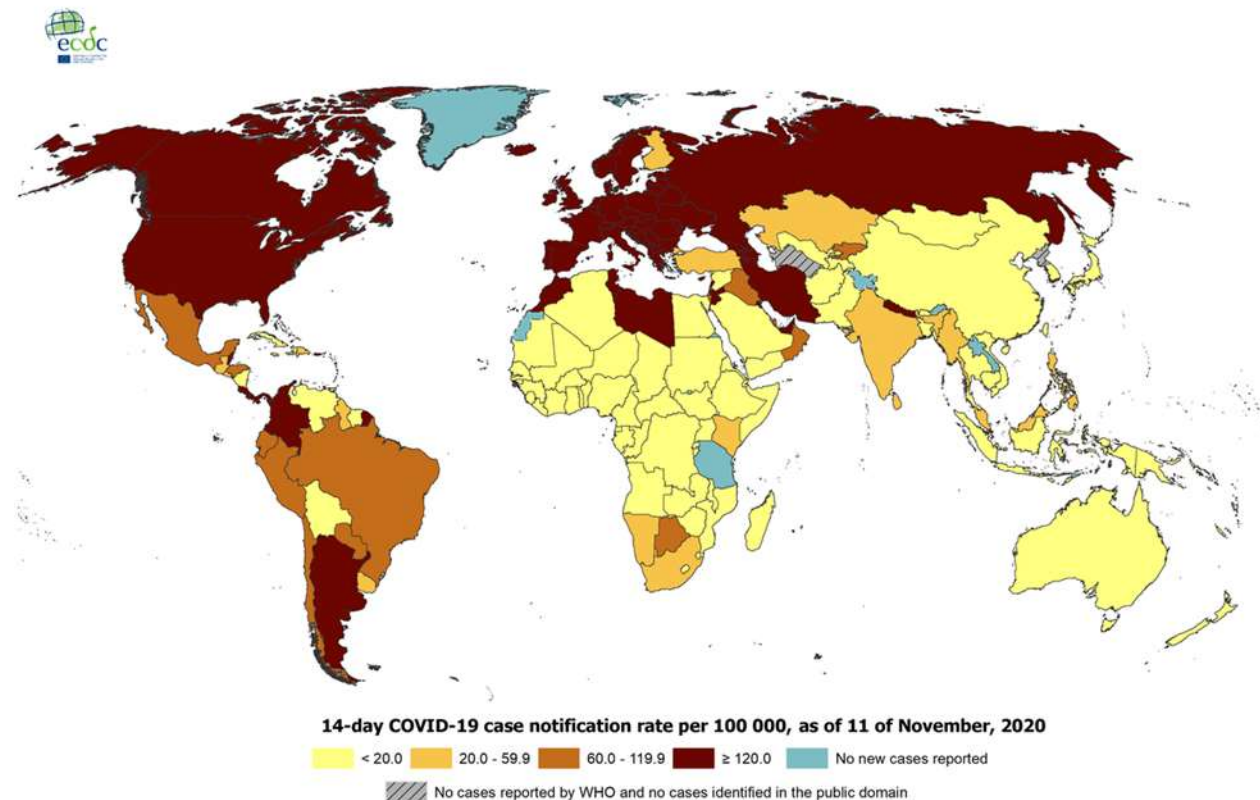 ecdc
14-day COVID-19 case notification rate per 100 000, as of 11 of November, 2020
< 20.0 20.0 - 59.9 60.0 - 119.9 ≥ 120.0 No new cases reported
No cases reported by WHO and no cases identified in the public domain